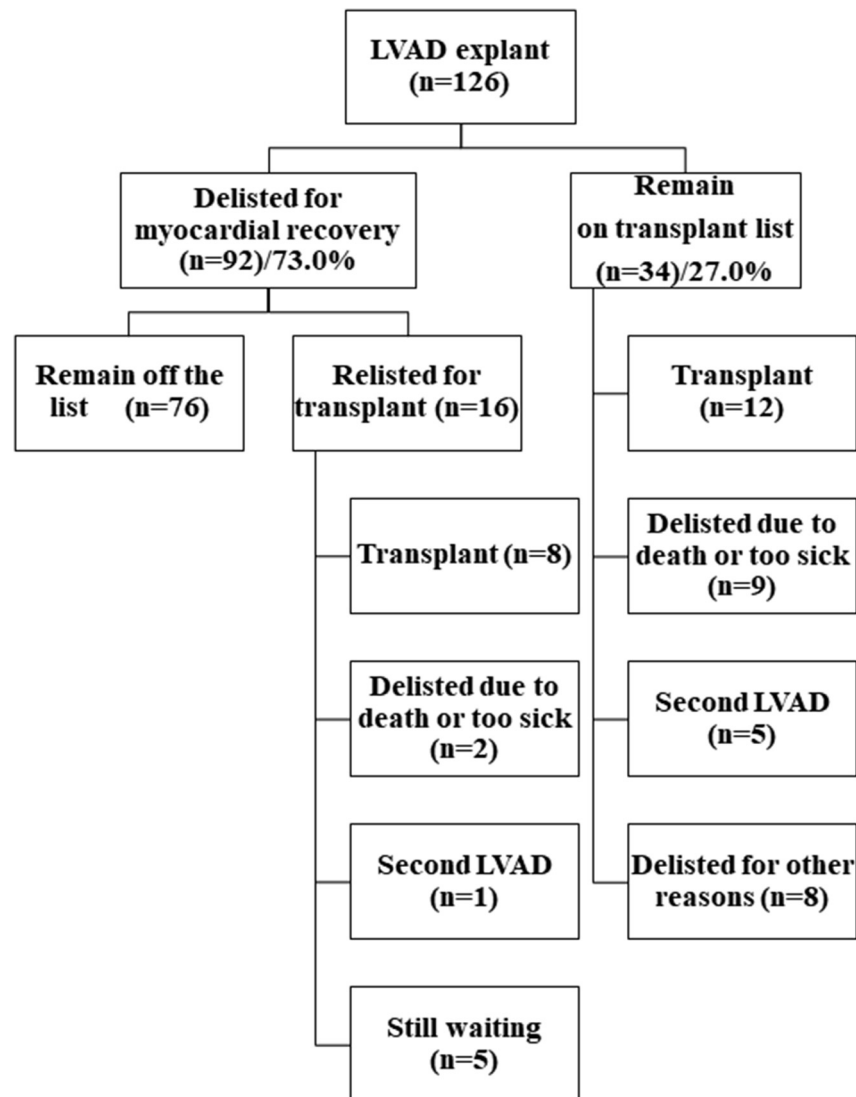 LVAD explant
(n=126)
Delisted for
myocardial recovery
(n=92)/73.0%
Remain
on transplant list
(n=34)/27.0%
Remain off the
list (n=76)
Relisted for
transplant (n=16)
Transplant
(n=12)
Transplant (n=8)
Delisted due to
death or too sick
(n=9)
Delisted due to
death or too sick
(n=2)
Second LVAD
(n=5)
Second LVAD
(n=1)
Delisted for other
reasons (n=8)
Still waiting
(n=5)